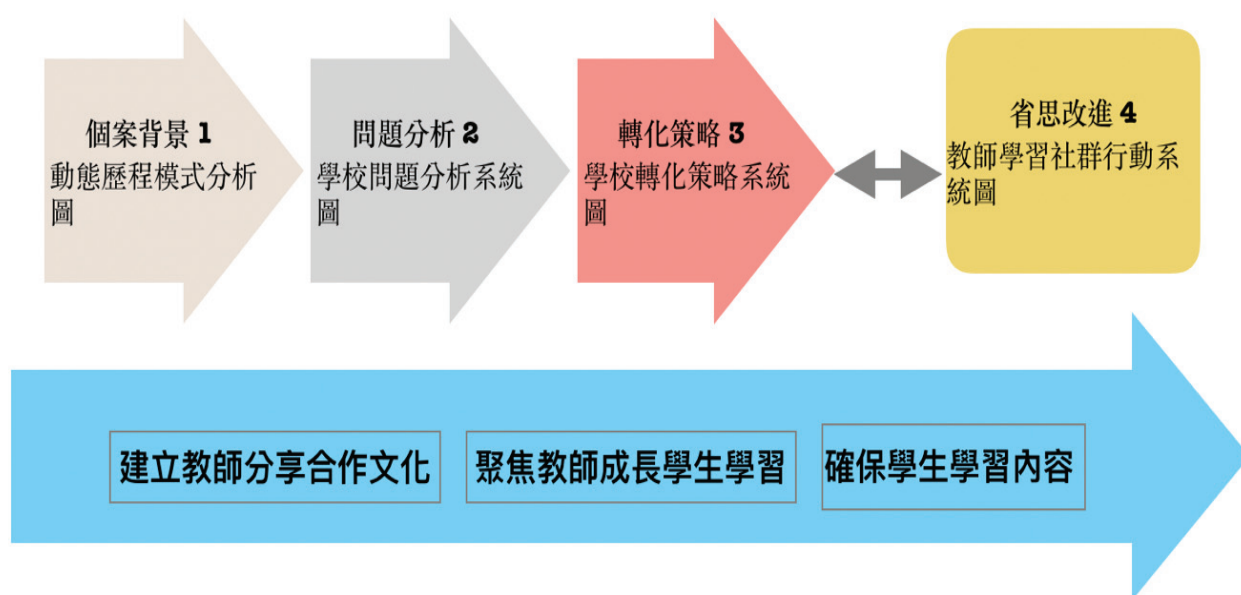 個案背景 1
動態歷程模式分析
圖
問題分析 2
學校問題分析系統
圖
轉化策略 3
學校轉化策略系統
圖
省思改進 4
教師學習社群行動系
統圖
建立教師分享合作文化
聚焦教師成長學生學習
確保學生學習內容